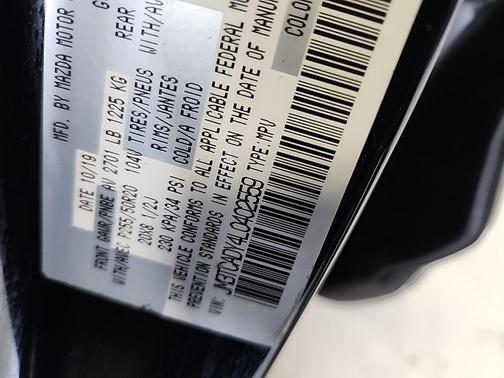 MFD. BY MAZDA MOTOR
DATE 10/19
FRONT GAWR/PNBE AV 2701 LB 1225 KG
REAR
WITH/AVEC P255/50R20 104 TIRES/PNEUS WITH/AV
20X8 1/2J RIMS/JANTES
230 KPA/34 PSI COLD/A FROID
THIS VEHICLE CONFORMS TO ALL APPLICABLE FEDERAL
PREVENTION STANDARDS IN EFFECT ON THE DATE OF MANU
VIN: JM3TCADY4L0402559 TYPE: MPV
COLO